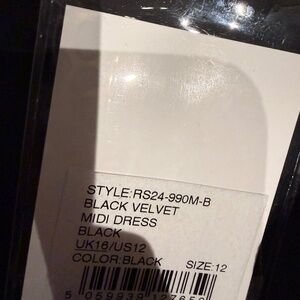 STYLE:RS24-990M-B
BLACK VELVET
MIDI DRESS
BLACK
UK16/US12
COLOR:BLACK SIZE:12